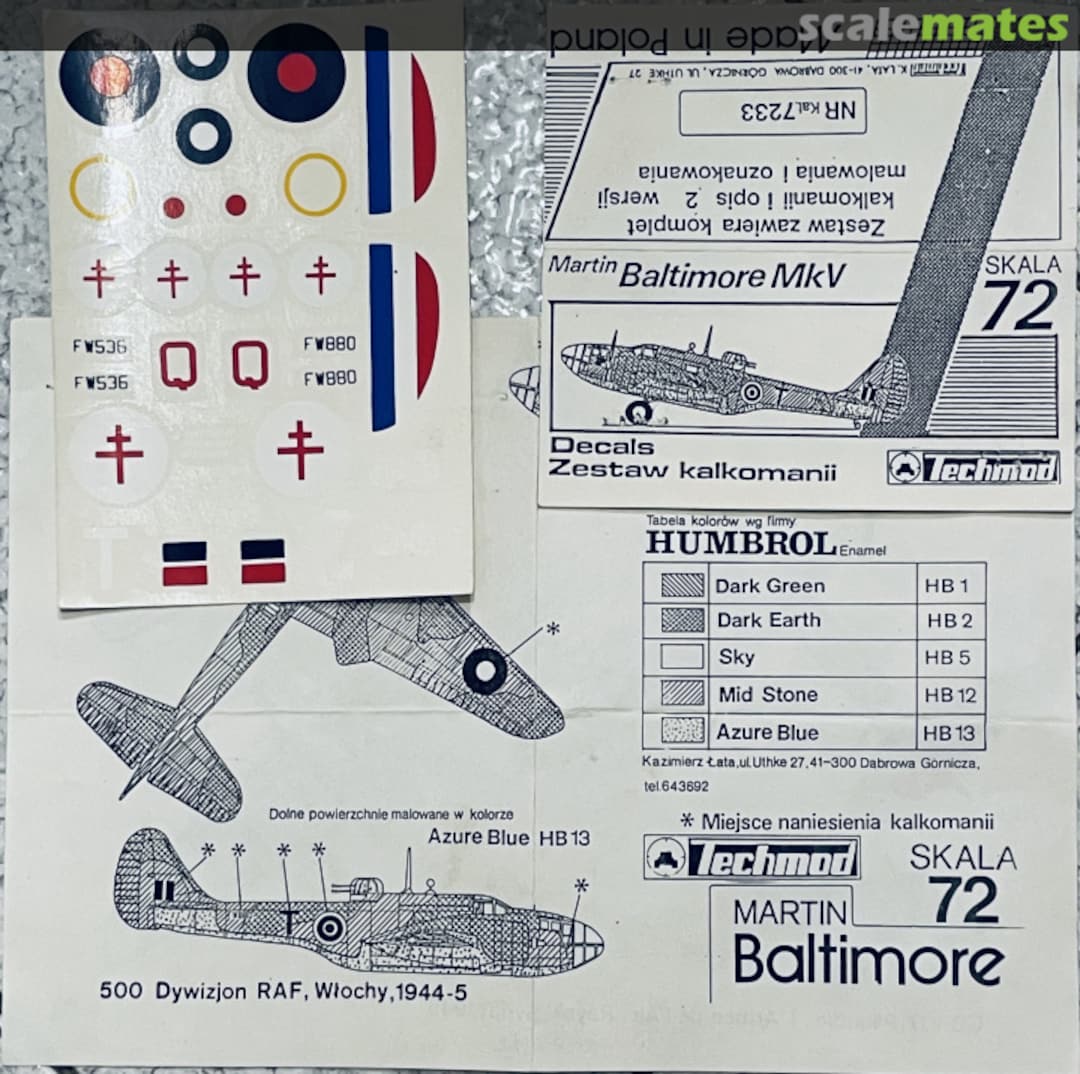 scalemates
Made in Poland
Techmod K. ŁATA, 41-300 DĄBROWA GÓRNICZA, UL. UTHKE 27
NR Kal. 7233
Zestaw zawiera komplet
kalkomanii i opis 2 wersji
malowania i oznakowania
Martin Baltimore MkV
SKALA
72
Decals
Zestaw kalkomanii
Techmod
FW536
FW536
Q Q
FW880
FW880
T
Tabela kolorów wg firmy
HUMBROL Enamel
Dark Green HB 1
Dark Earth HB 2
Sky HB 5
Mid Stone HB 12
Azure Blue HB 13
Kazimierz Łata, ul. Uthke 27, 41-300 Dąbrowa Górnicza,
tel. 643692
* Miejsce naniesienia kalkomanii
Techmod
SKALA
72
MARTIN
Baltimore
*
Dolne powierzchnie malowane w kolorze
Azure Blue HB 13
* * * * *
T
500 Dywizjon RAF, Włochy, 1944-5